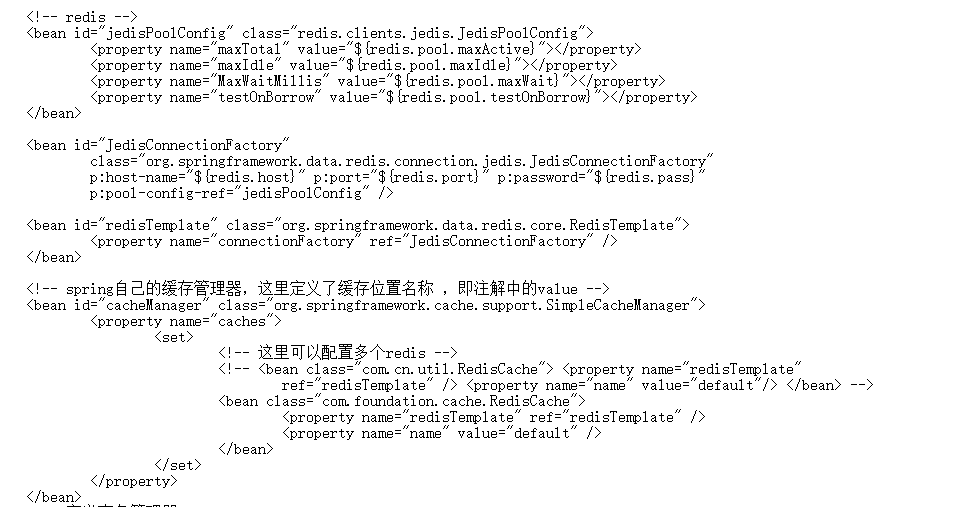 <!-- redis -->
<bean id="jedisPoolConfig" class="redis.clients.jedis.JedisPoolConfig">
<property name="maxTotal" value="${redis.pool.maxActive}"></property>
<property name="maxIdle" value="${redis.pool.maxIdle}"></property>
<property name="MaxWaitMillis" value="${redis.pool.maxWait}"></property>
<property name="testOnBorrow" value="${redis.pool.testOnBorrow}"></property>
</bean>
<bean id="JedisConnectionFactory"
class="org.springframework.data.redis.connection.jedis.JedisConnectionFactory"
p:host-name="${redis.host}" p:port="${redis.port}" p:password="${redis.pass}"
p:pool-config-ref="jedisPoolConfig" />
<bean id="redisTemplate" class="org.springframework.data.redis.core.RedisTemplate">
<property name="connectionFactory" ref="JedisConnectionFactory" />
</bean>
<!-- spring自己的缓存管理器，这里定义了缓存位置名称 ，即注解中的value -->
<bean id="cacheManager" class="org.springframework.cache.support.SimpleCacheManager">
<property name="caches">
<set>
<!-- 这里可以配置多个redis -->
<!-- <bean class="com.cn.util.RedisCache"> <property name="redisTemplate"
ref="redisTemplate" /> <property name="name" value="default"/> </bean> -->
<bean class="com.foundation.cache.RedisCache">
<property name="redisTemplate" ref="redisTemplate" />
<property name="name" value="default" />
</bean>
</set>
</property>
</bean>